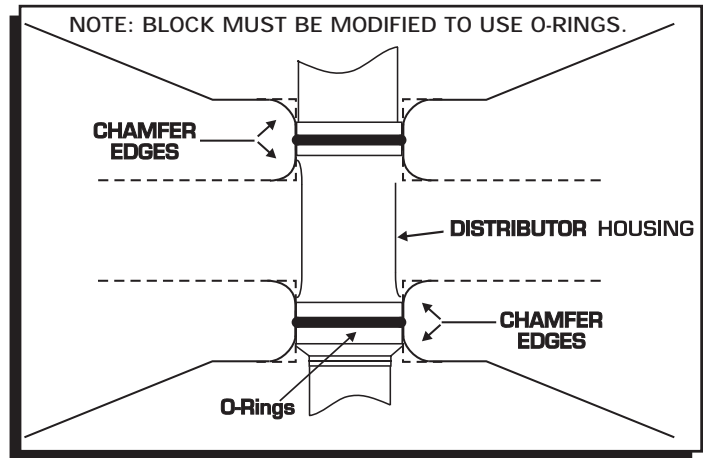 NOTE: BLOCK MUST BE MODIFIED TO USE O-RINGS.
CHAMFER
EDGES
DISTRIBUTOR HOUSING
CHAMFER
EDGES
O-Rings